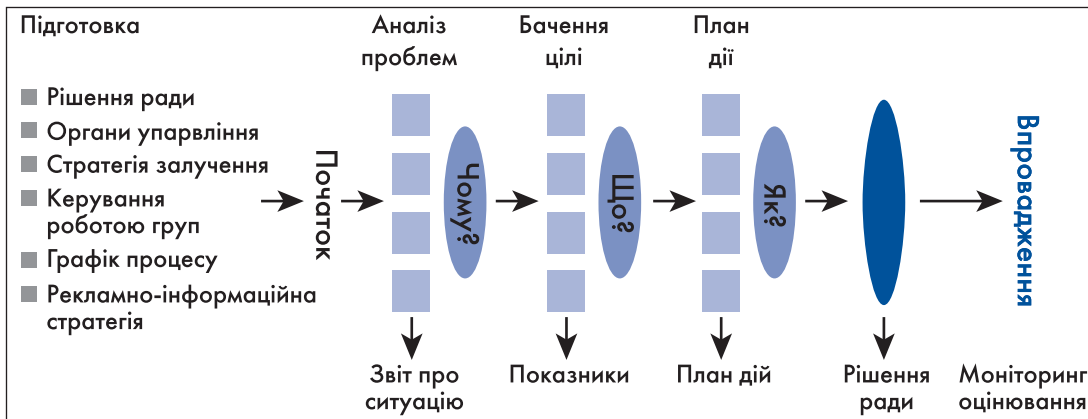 Підготовка
Рішення ради
Органи упарвління
Стратегія залучення
Керування
роботою груп
Графік процесу
Рекламно-інформаційна
стратегія
Початок
Аналіз
проблем
Чому?
Звіт про
ситуацію
Бачення
цілі
Що?
Показники
План
дії
Як?
План дій
Рішення
ради
Впровадження
Моніторинг
оцінювання